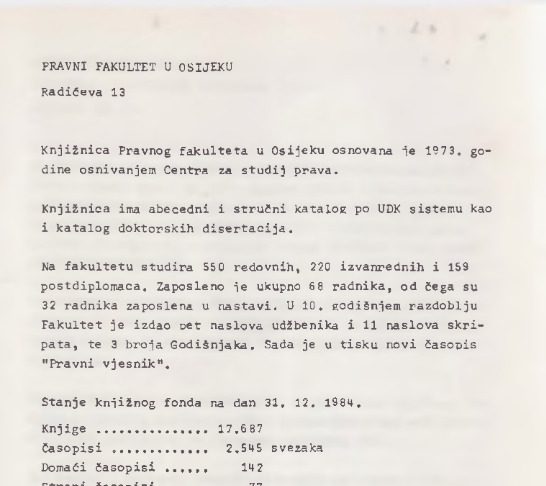 PRAVNI FAKULTET U OSIJEKU
Radićeva 13
Knjižnica Pravnog fakulteta u Osijeku osnovana je 1973. go-
dine osnivanjem Centra za studij prava.
Knjižnica ima abecedni i stručni katalog po UDK sistemu kao
i katalog doktorskih disertacija.
Na fakultetu studira 550 redovnih, 220 izvanrednih i 159
postdiplomaca. Zaposleno je ukupno 68 radnika, od čega su
32 radnika zaposlena u nastavi. U 10. godišnjem razdoblju
Fakultet je izdao pet naslova udžbenika i 11 naslova skri-
pata, te 3 broja Godišnjaka. Sada je u tisku novi časopis
"Pravni vjesnik".
Stanje knjižnog fonda na dan 31. 12. 1984.
Knjige ............... 17.687
Časopisi ............. 2.545 svezaka
Domaći časopisi ...... 142
Strani časopisi 77